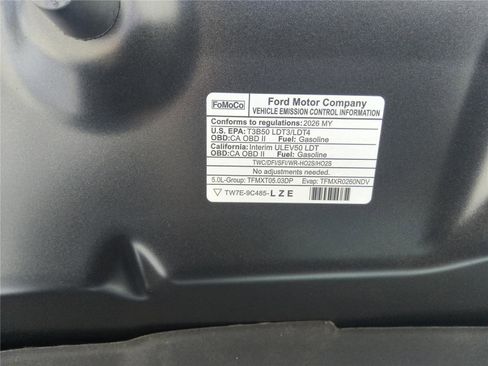 FoMoCo
Ford Motor Company
VEHICLE EMISSION CONTROL INFORMATION
Conforms to regulations:2026 MY
U.S. EPA: T3B50 LDT3/LDT4
OBD:CA OBD II Fuel: Gasoline
California:Interim ULEV50 LDT
OBD:CA OBD II Fuel: Gasoline
TWC/DFI/SFI/WR-HO2S/HO2S
No adjustments needed.
5.0L-Group: TFMXT05.03DP Evap: TFMXR0260NDV
TW7E-9C485-LZE